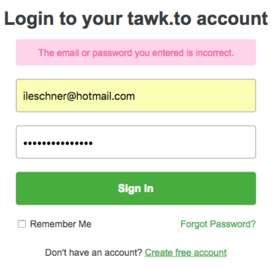 Login to your tawk.to account
The email or password you entered is incorrect.
ileschner@hotmail.com
•••••••••••••••
Sign In
Remember Me
Forgot Password?
Don't have an account? Create free account